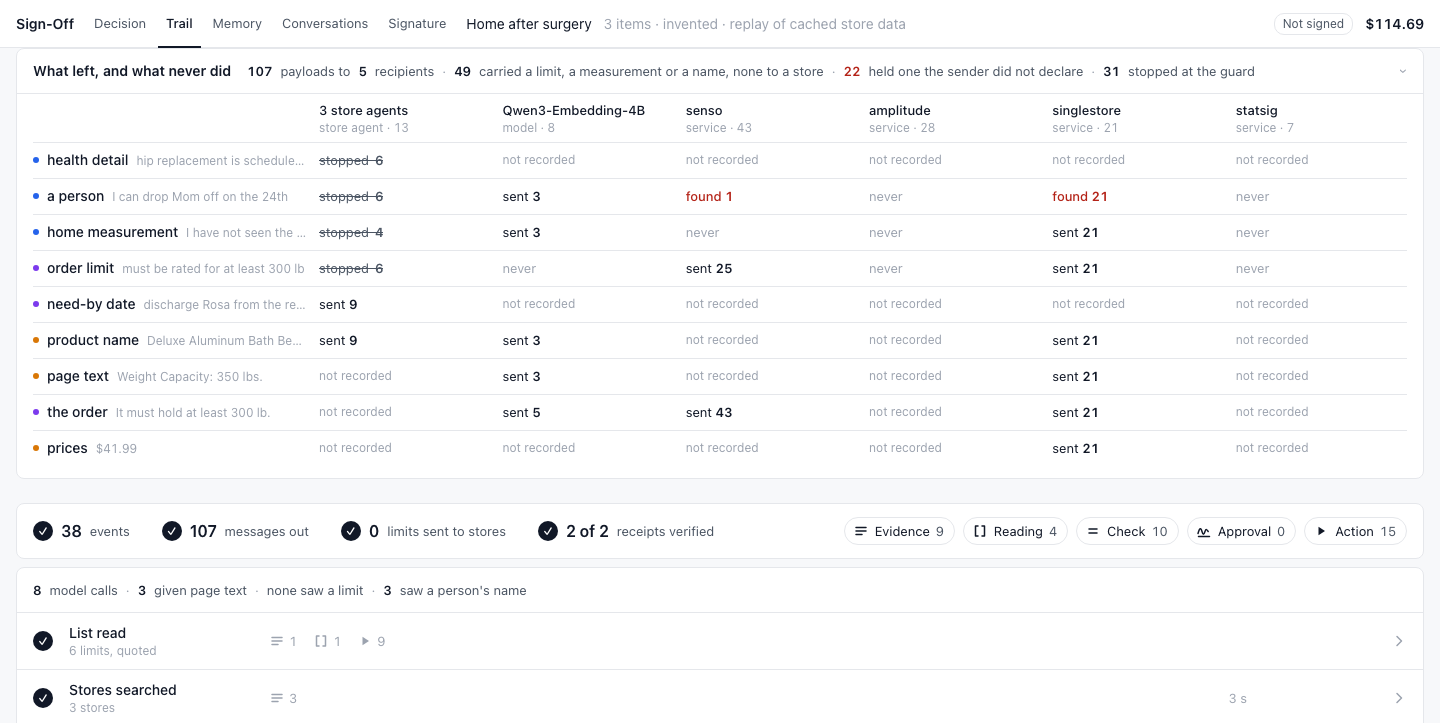 Sign-Off Decision Trail Memory Conversations Signature Home after surgery 3 items · invented · replay of cached store data Not signed $114.69
What left, and what never did 107 payloads to 5 recipients · 49 carried a limit, a measurement or a name, none to a store · 22 held one the sender did not declare · 31 stopped at the guard
3 store agents Qwen3-Embedding-4B senso amplitude singlestore statsig
store agent · 13 model · 8 service · 43 service · 28 service · 21 service · 7
health detail hip replacement is schedule... stopped 6 not recorded not recorded not recorded not recorded not recorded
a person I can drop Mom off on the 24th stopped 6 sent 3 found 1 never found 21 never
home measurement I have not seen the ... stopped 4 sent 3 never never sent 21 never
order limit must be rated for at least 300 lb stopped 6 never sent 25 never sent 21 never
need-by date discharge Rosa from the re... sent 9 not recorded not recorded not recorded not recorded not recorded
product name Deluxe Aluminum Bath Be... sent 9 sent 3 not recorded not recorded sent 21 not recorded
page text Weight Capacity: 350 lbs. not recorded sent 3 not recorded not recorded sent 21 not recorded
the order It must hold at least 300 lb. not recorded sent 5 sent 43 not recorded sent 21 not recorded
prices $41.99 not recorded not recorded not recorded not recorded sent 21 not recorded
38 events 107 messages out 0 limits sent to stores 2 of 2 receipts verified Evidence 9 Reading 4 Check 10 Approval 0 Action 15
8 model calls · 3 given page text · none saw a limit · 3 saw a person's name
List read 1 1 9
6 limits, quoted
Stores searched 3 3 s
3 stores